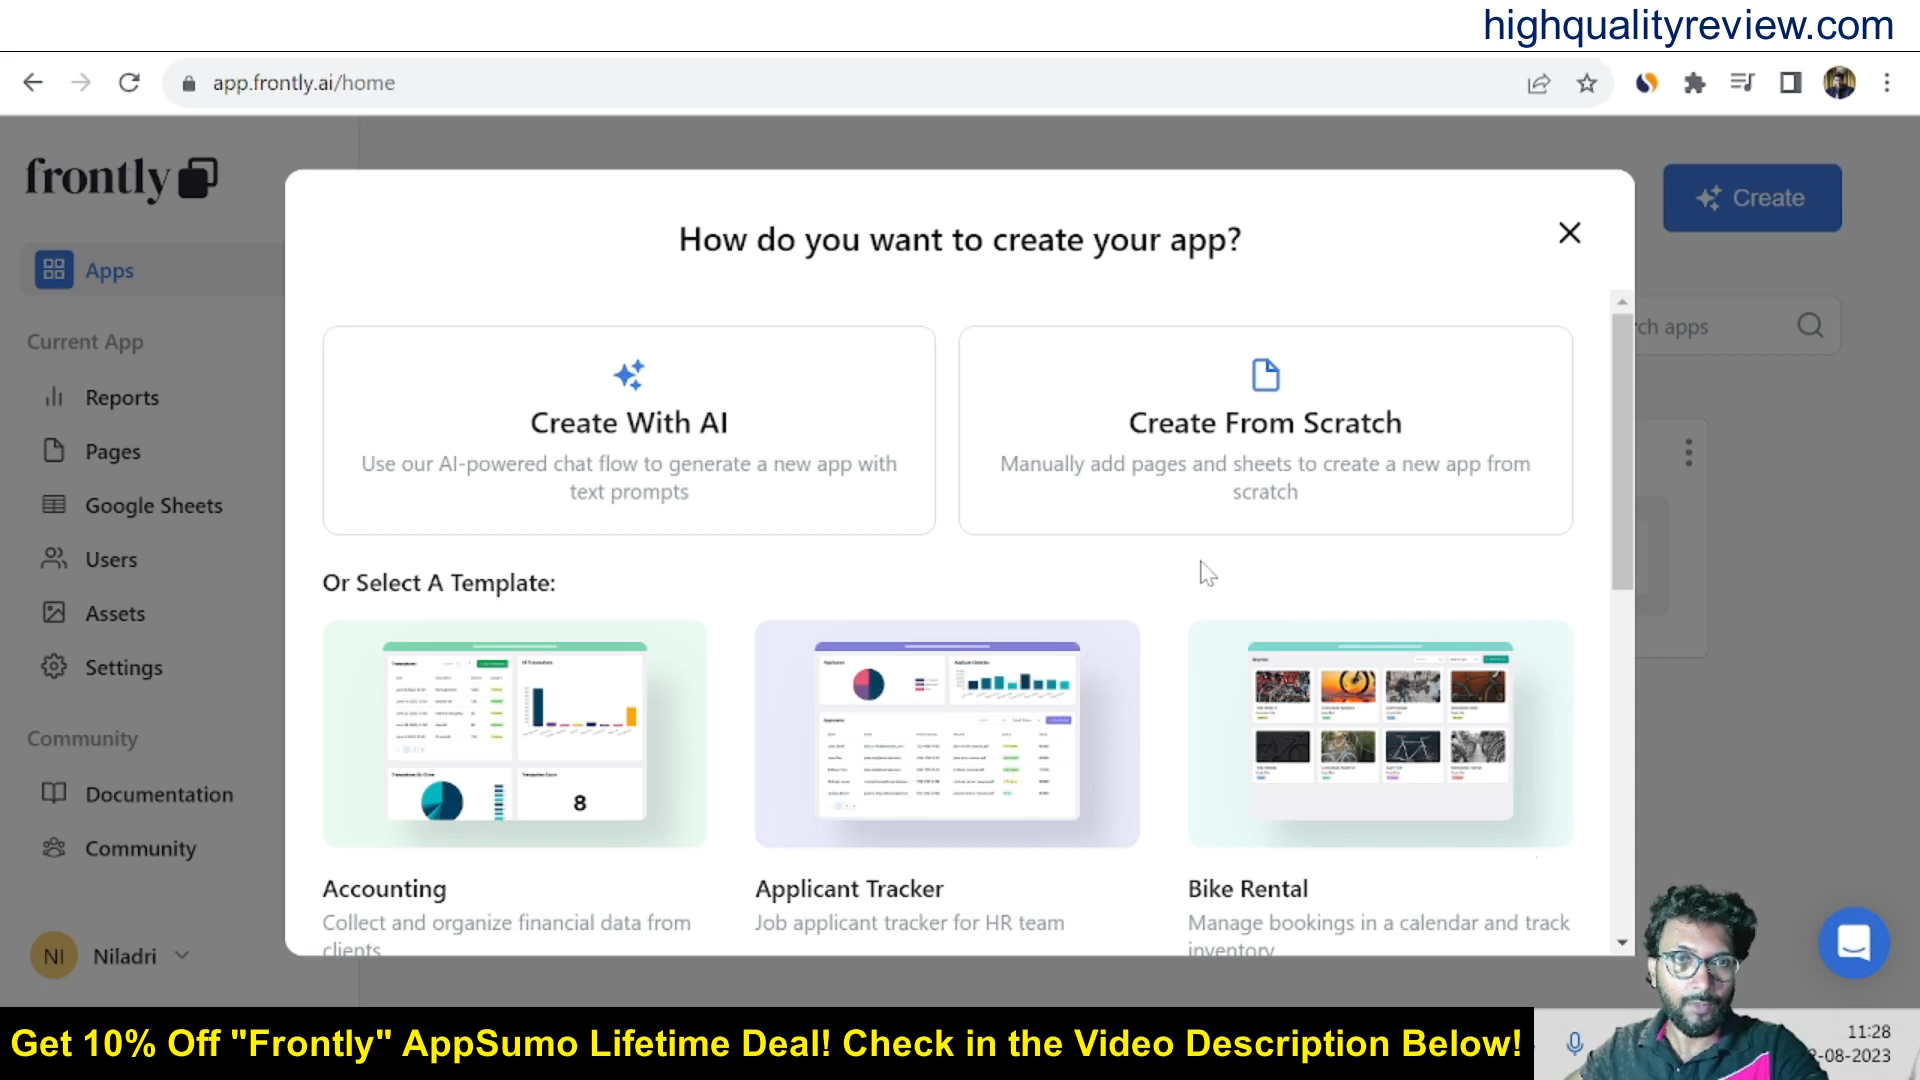 highqualityreview.com
app.frontly.ai/home
frontly
Create
How do you want to create your app?
Apps
Current App
Reports
Pages
Google Sheets
Users
Assets
Settings
Community
Documentation
Community
NI
Niladri
rch apps
Create With AI
Use our AI-powered chat flow to generate a new app with
text prompts
Create From Scratch
Manually add pages and sheets to create a new app from
scratch
Or Select A Template:
8
Accounting
Collect and organize financial data from
clients
Applicant Tracker
Job applicant tracker for HR team
Bike Rental
Manage bookings in a calendar and track
inventory
Get 10% Off "Frontly" AppSumo Lifetime Deal! Check in the Video Description Below!
11:28
-08-2023